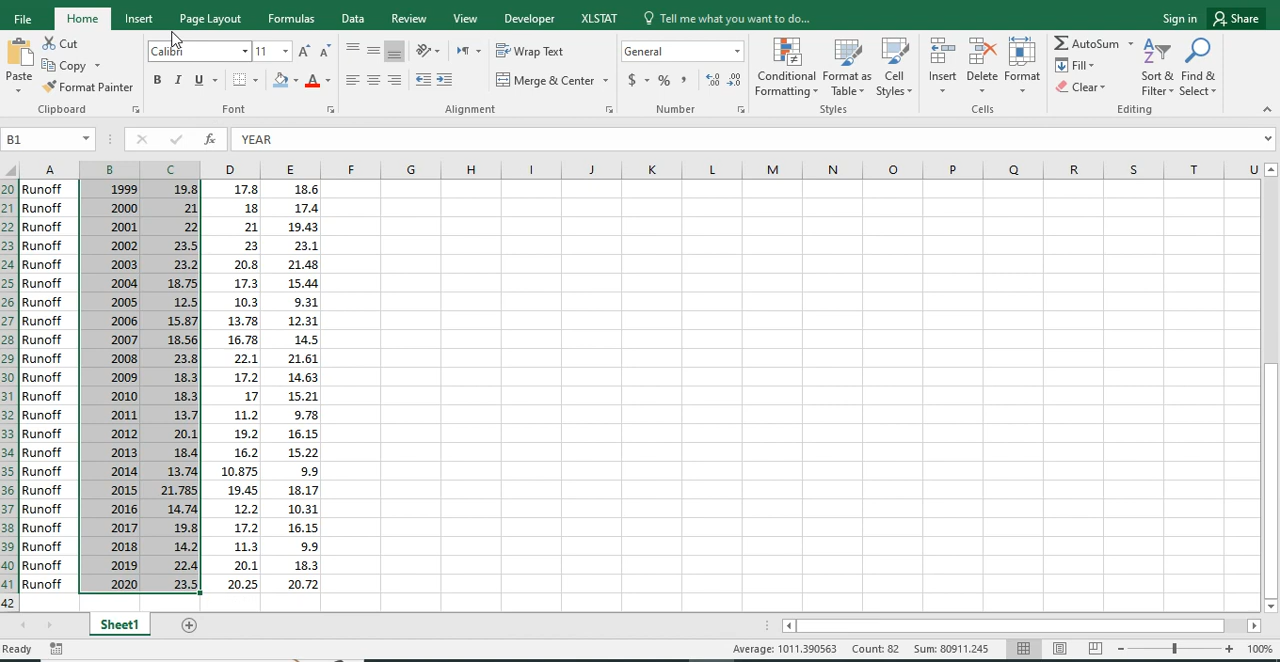 File Home Insert Page Layout Formulas Data Review View Developer XLSTAT Tell me what you want to do... Sign in Share
Paste Cut Copy Format Painter Clipboard
Calibri 11 B I U A Font
Wrap Text Merge & Center Alignment
General $ % , Number
Conditional Formatting Format as Table Cell Styles Styles
Insert Delete Format Cells
AutoSum Fill Clear Sort & Filter Find & Select Editing
B1 fx YEAR
A B C D E F G H I J K L M N O P Q R S T U
20 Runoff 1999 19.8 17.8 18.6
21 Runoff 2000 21 18 17.4
22 Runoff 2001 22 21 19.43
23 Runoff 2002 23.5 23 23.1
24 Runoff 2003 23.2 20.8 21.48
25 Runoff 2004 18.75 17.3 15.44
26 Runoff 2005 12.5 10.3 9.31
27 Runoff 2006 15.87 13.78 12.31
28 Runoff 2007 18.56 16.78 14.5
29 Runoff 2008 23.8 22.1 21.61
30 Runoff 2009 18.3 17.2 14.63
31 Runoff 2010 18.3 17 15.21
32 Runoff 2011 13.7 11.2 9.78
33 Runoff 2012 20.1 19.2 16.15
34 Runoff 2013 18.4 16.2 15.22
35 Runoff 2014 13.74 10.875 9.9
36 Runoff 2015 21.785 19.45 18.17
37 Runoff 2016 14.74 12.2 10.31
38 Runoff 2017 19.8 17.2 16.15
39 Runoff 2018 14.2 11.3 9.9
40 Runoff 2019 22.4 20.1 18.3
41 Runoff 2020 23.5 20.25 20.72
42
Sheet1
Ready Average: 1011.390563 Count: 82 Sum: 80911.245 100%